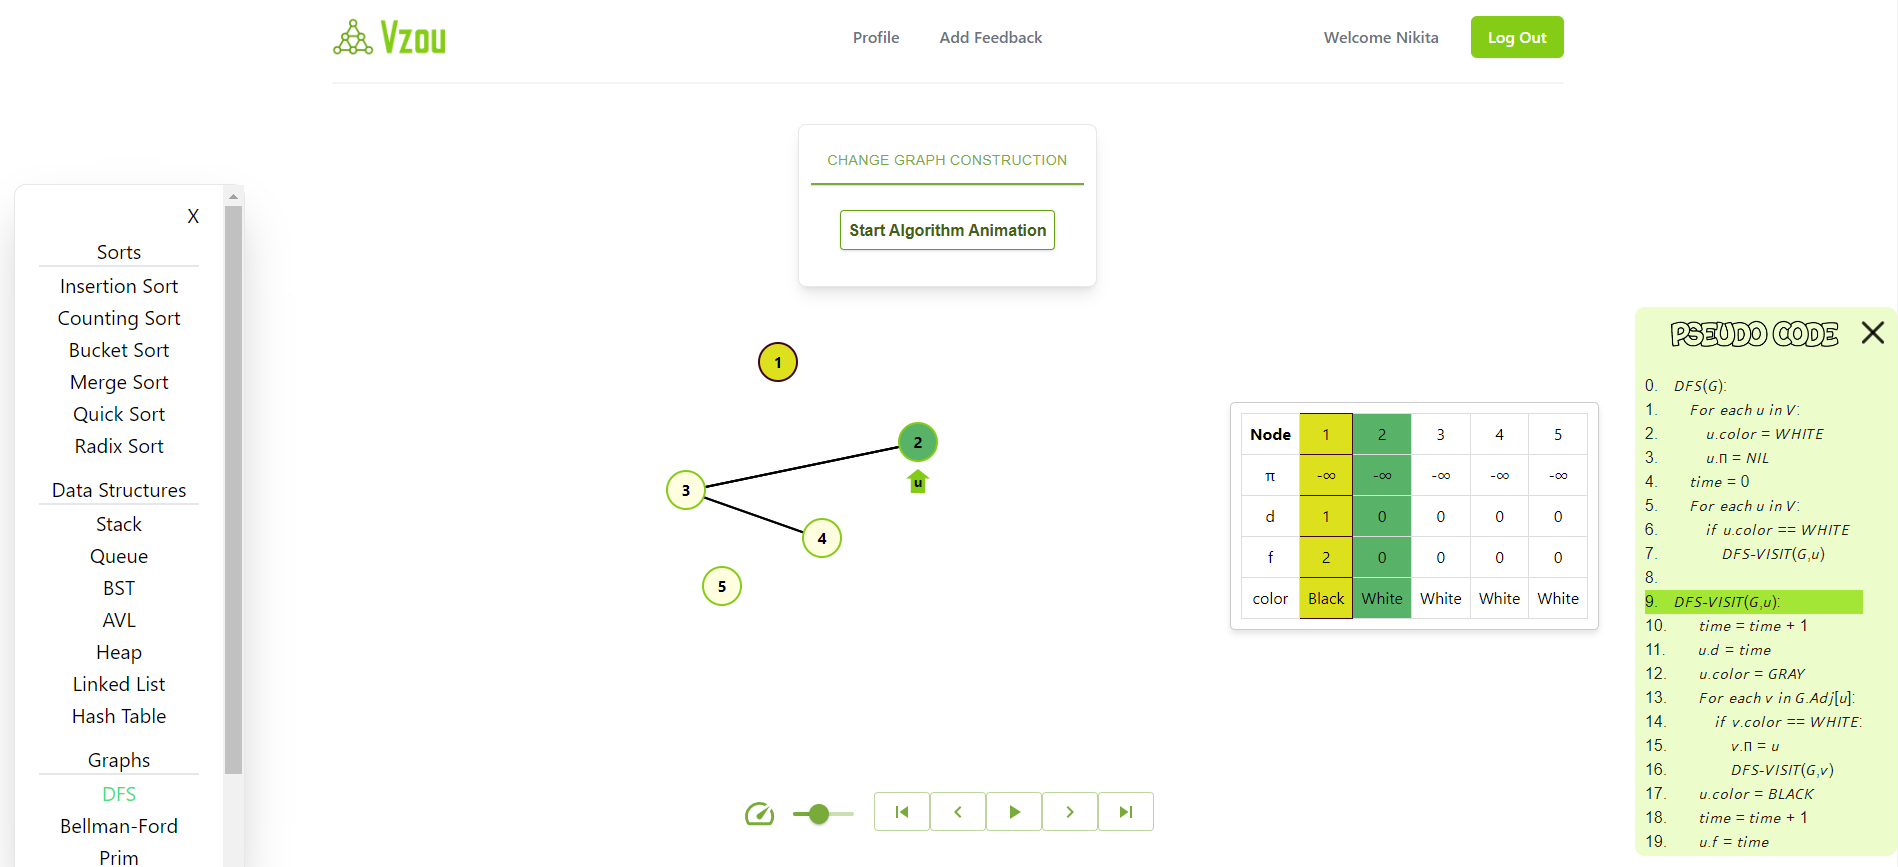 Vzou
Profile Add Feedback Welcome Nikita Log Out
CHANGE GRAPH CONSTRUCTION
Start Algorithm Animation
X
Sorts
Insertion Sort
Counting Sort
Bucket Sort
Merge Sort
Quick Sort
Radix Sort
Data Structures
Stack
Queue
BST
AVL
Heap
Linked List
Hash Table
Graphs
DFS
Bellman-Ford
Prim
1
2
u
3
4
5
Node 1 2 3 4 5
π -∞ -∞ -∞ -∞ -∞
d 1 0 0 0 0
f 2 0 0 0 0
color Black White White White White
PSEUDO CODE
0. DFS(G):
1. For each u in V:
2. u.color = WHITE
3. u.π = NIL
4. time = 0
5. For each u in V:
6. if u.color == WHITE
7. DFS-VISIT(G,u)
8.
9. DFS-VISIT(G,u):
10. time = time + 1
11. u.d = time
12. u.color = GRAY
13. For each v in G.Adj[u]:
14. if v.color == WHITE:
15. v.π = u
16. DFS-VISIT(G,v)
17. u.color = BLACK
18. time = time + 1
19. u.f = time